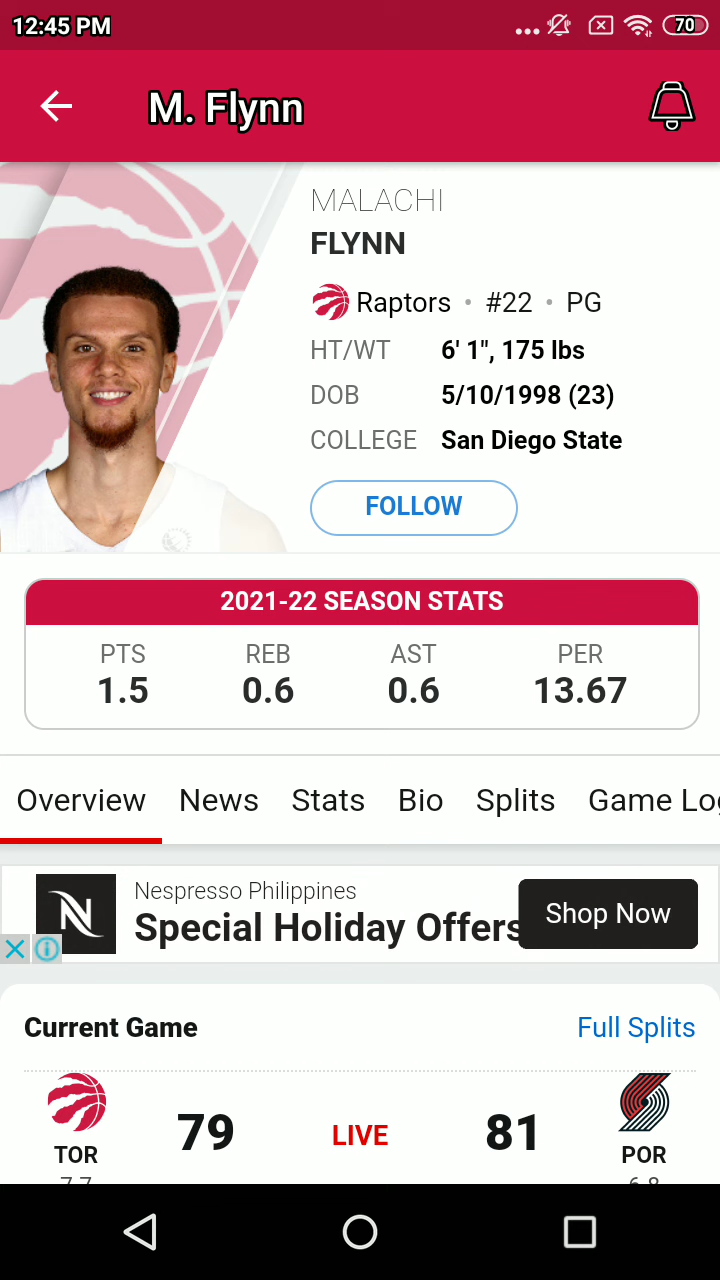 12:45 PM
70
M. Flynn
MALACHI
FLYNN
Raptors • #22 • PG
HT/WT 6' 1", 175 lbs
DOB 5/10/1998 (23)
COLLEGE San Diego State
FOLLOW
2021-22 SEASON STATS
PTS REB AST PER
1.5 0.6 0.6 13.67
Overview News Stats Bio Splits Game Log
Nespresso Philippines
Special Holiday Offers
Shop Now
N
Current Game Full Splits
79 LIVE 81
TOR POR